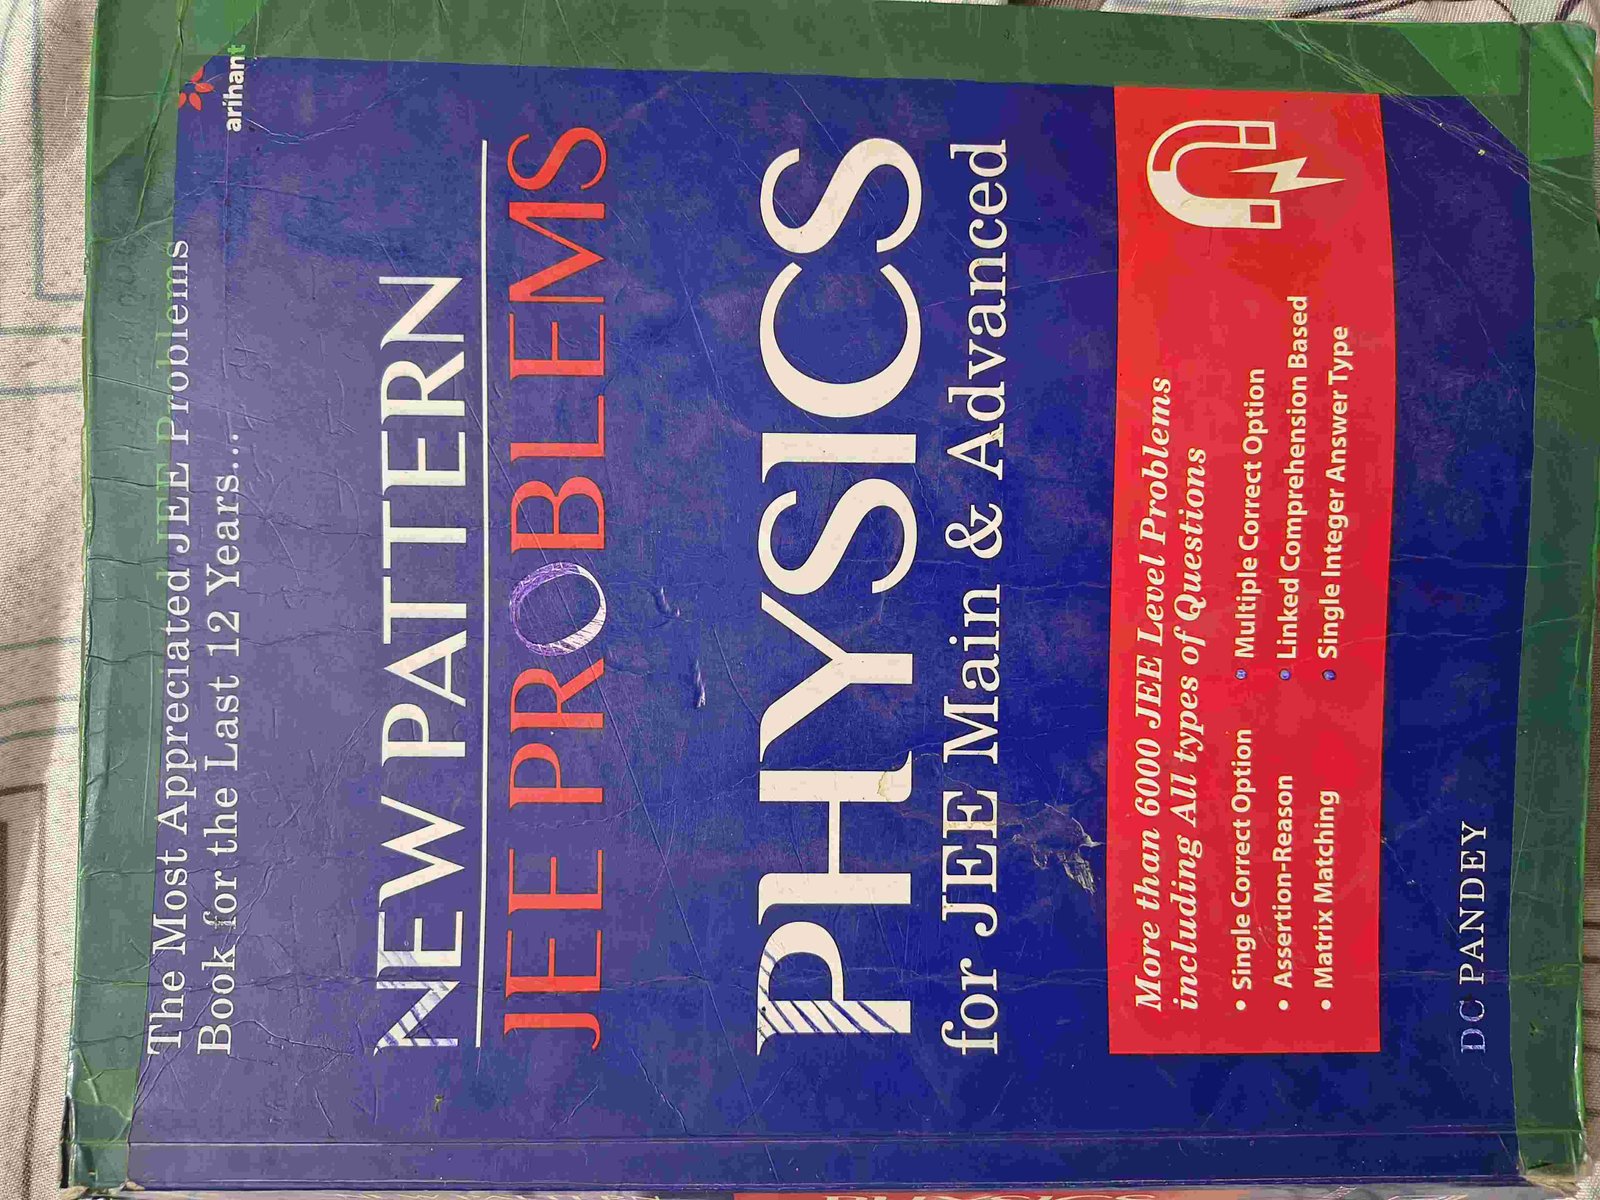 The Most Appreciated JEE Problems
Book for the Last 12 Years...
arihant
NEW PATTERN
JEE PROBLEMS
PHYSICS
for JEE Main & Advanced
More than 6000 JEE Level Problems
including All types of Questions
• Single Correct Option
• Multiple Correct Option
• Assertion-Reason
• Linked Comprehension Based
• Matrix Matching
• Single Integer Answer Type
DC PANDEY